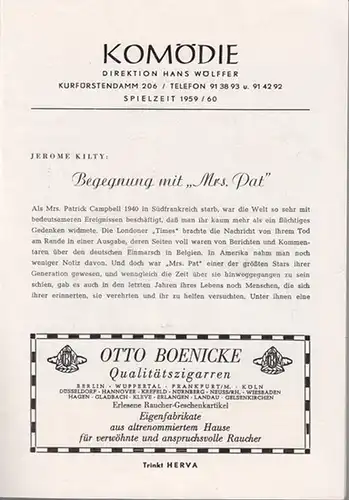 KOMÖDIE
DIREKTION HANS WÖLFFER
KURFÜRSTENDAMM 206 / TELEFON 91 38 93 u. 91 42 92
SPIELZEIT 1959/60
JEROME KILTY:
Begegnung mit „Mrs. Pat“
Als Mrs. Patrick Campbell 1940 in Südfrankreich starb, war die Welt so sehr mit
bedeutsameren Ereignissen beschäftigt, daß man ihr kaum mehr als ein flüchtiges
Gedenken widmete. Die Londoner „Times“ brachte die Nachricht von ihrem Tod
am Rande in einer Ausgabe, deren Seiten voll waren von Berichten und Kommen-
taren über den deutschen Einmarsch in Belgien. In Amerika nahm man noch
weniger Notiz davon. Und doch war „Mrs. Pat“ einer der größten Stars ihrer
Generation gewesen, und wenngleich die Zeit über sie hinweggegangen zu sein
schien, gab es auch in den letzten Jahren ihres Lebens noch Menschen, die sich
ihrer erinnerten, sie verehrten und ihr zu helfen versuchten. Unter ihnen eine
OTTO BOENICKE
Qualitätszigarren
BERLIN · WUPPERTAL · FRANKFURT/M. · KÖLN
DÜSSELDORF · HANNOVER · KREFELD · NÜRNBERG · NEUSS/RH. · WIESBADEN
HAGEN · GLADBACH · KLEVE · ERLANGEN · LANDAU · GELSENKIRCHEN
Erlesene Raucher-Geschenkartikel
Eigenfabrikate
aus altrenommiertem Hause
für verwöhnte und anspruchsvolle Raucher
Trinkt HERVA